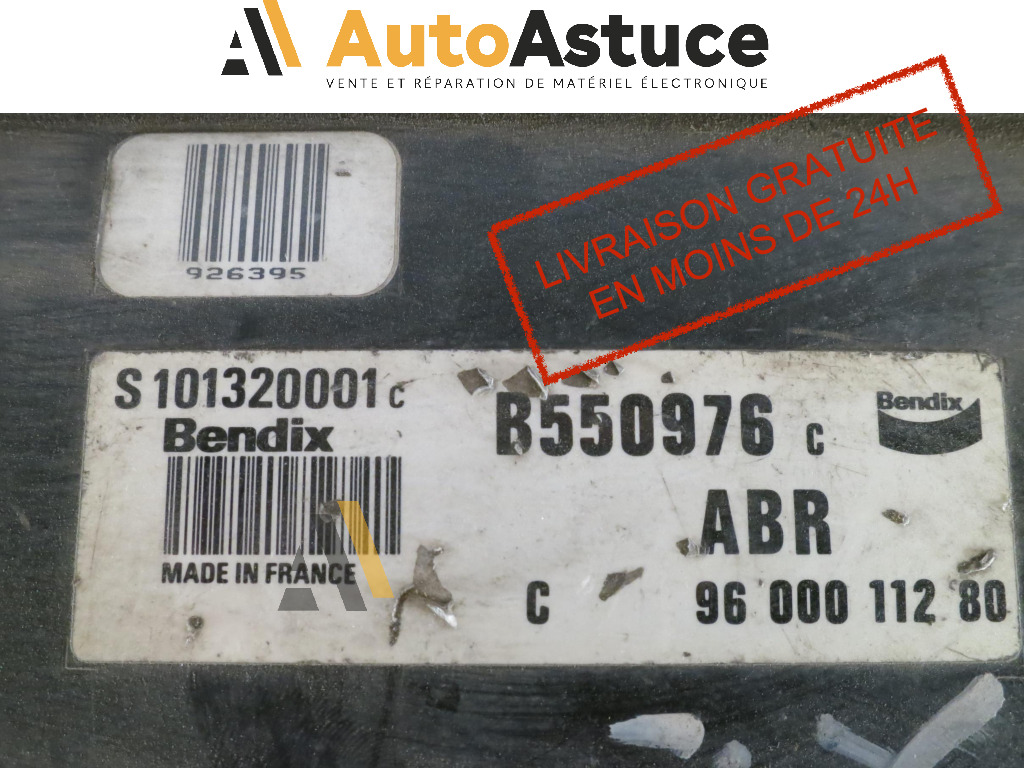 AutoAstuce
VENTE ET RÉPARATION DE MATÉRIEL ÉLECTRONIQUE
LIVRAISON GRATUITE
EN MOINS DE 24H
926395
S 101320001 C
Bendix
MADE IN FRANCE
B550976 C
Bendix
ABR
C 96 000 112 80